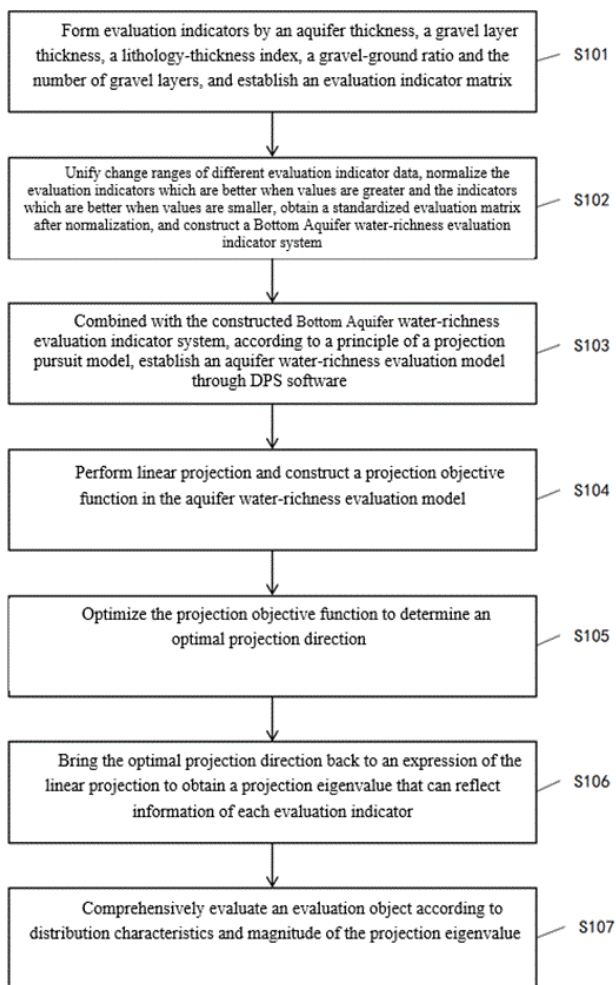 Form evaluation indicators by an aquifer thickness, a gravel layer
thickness, a lithology-thickness index, a gravel-ground ratio and the
number of gravel layers, and establish an evaluation indicator matrix
S101
Unify change ranges of different evaluation indicator data, normalize the
evaluation indicators which are better when values are greater and the indicators
which are better when values are smaller, obtain a standardized evaluation matrix
after normalization, and construct a Bottom Aquifer water-richness evaluation
indicator system
S102
Combined with the constructed Bottom Aquifer water-richness
evaluation indicator system, according to a principle of a projection
pursuit model, establish an aquifer water-richness evaluation model
through DPS software
S103
Perform linear projection and construct a projection objective
function in the aquifer water-richness evaluation model
S104
Optimize the projection objective function to determine an
optimal projection direction
S105
Bring the optimal projection direction back to an expression of the
linear projection to obtain a projection eigenvalue that can reflect
information of each evaluation indicator
S106
Comprehensively evaluate an evaluation object according to
distribution characteristics and magnitude of the projection eigenvalue
S107